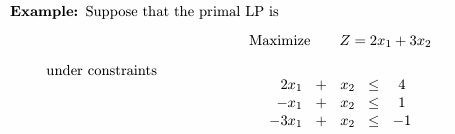 Example: Suppose that the primal LP is
Maximize Z = 2x₁ + 3x₂
under constraints
2x₁ + x₂ ≤ 4
−x₁ + x₂ ≤ 1
−3x₁ + x₂ ≤ −1